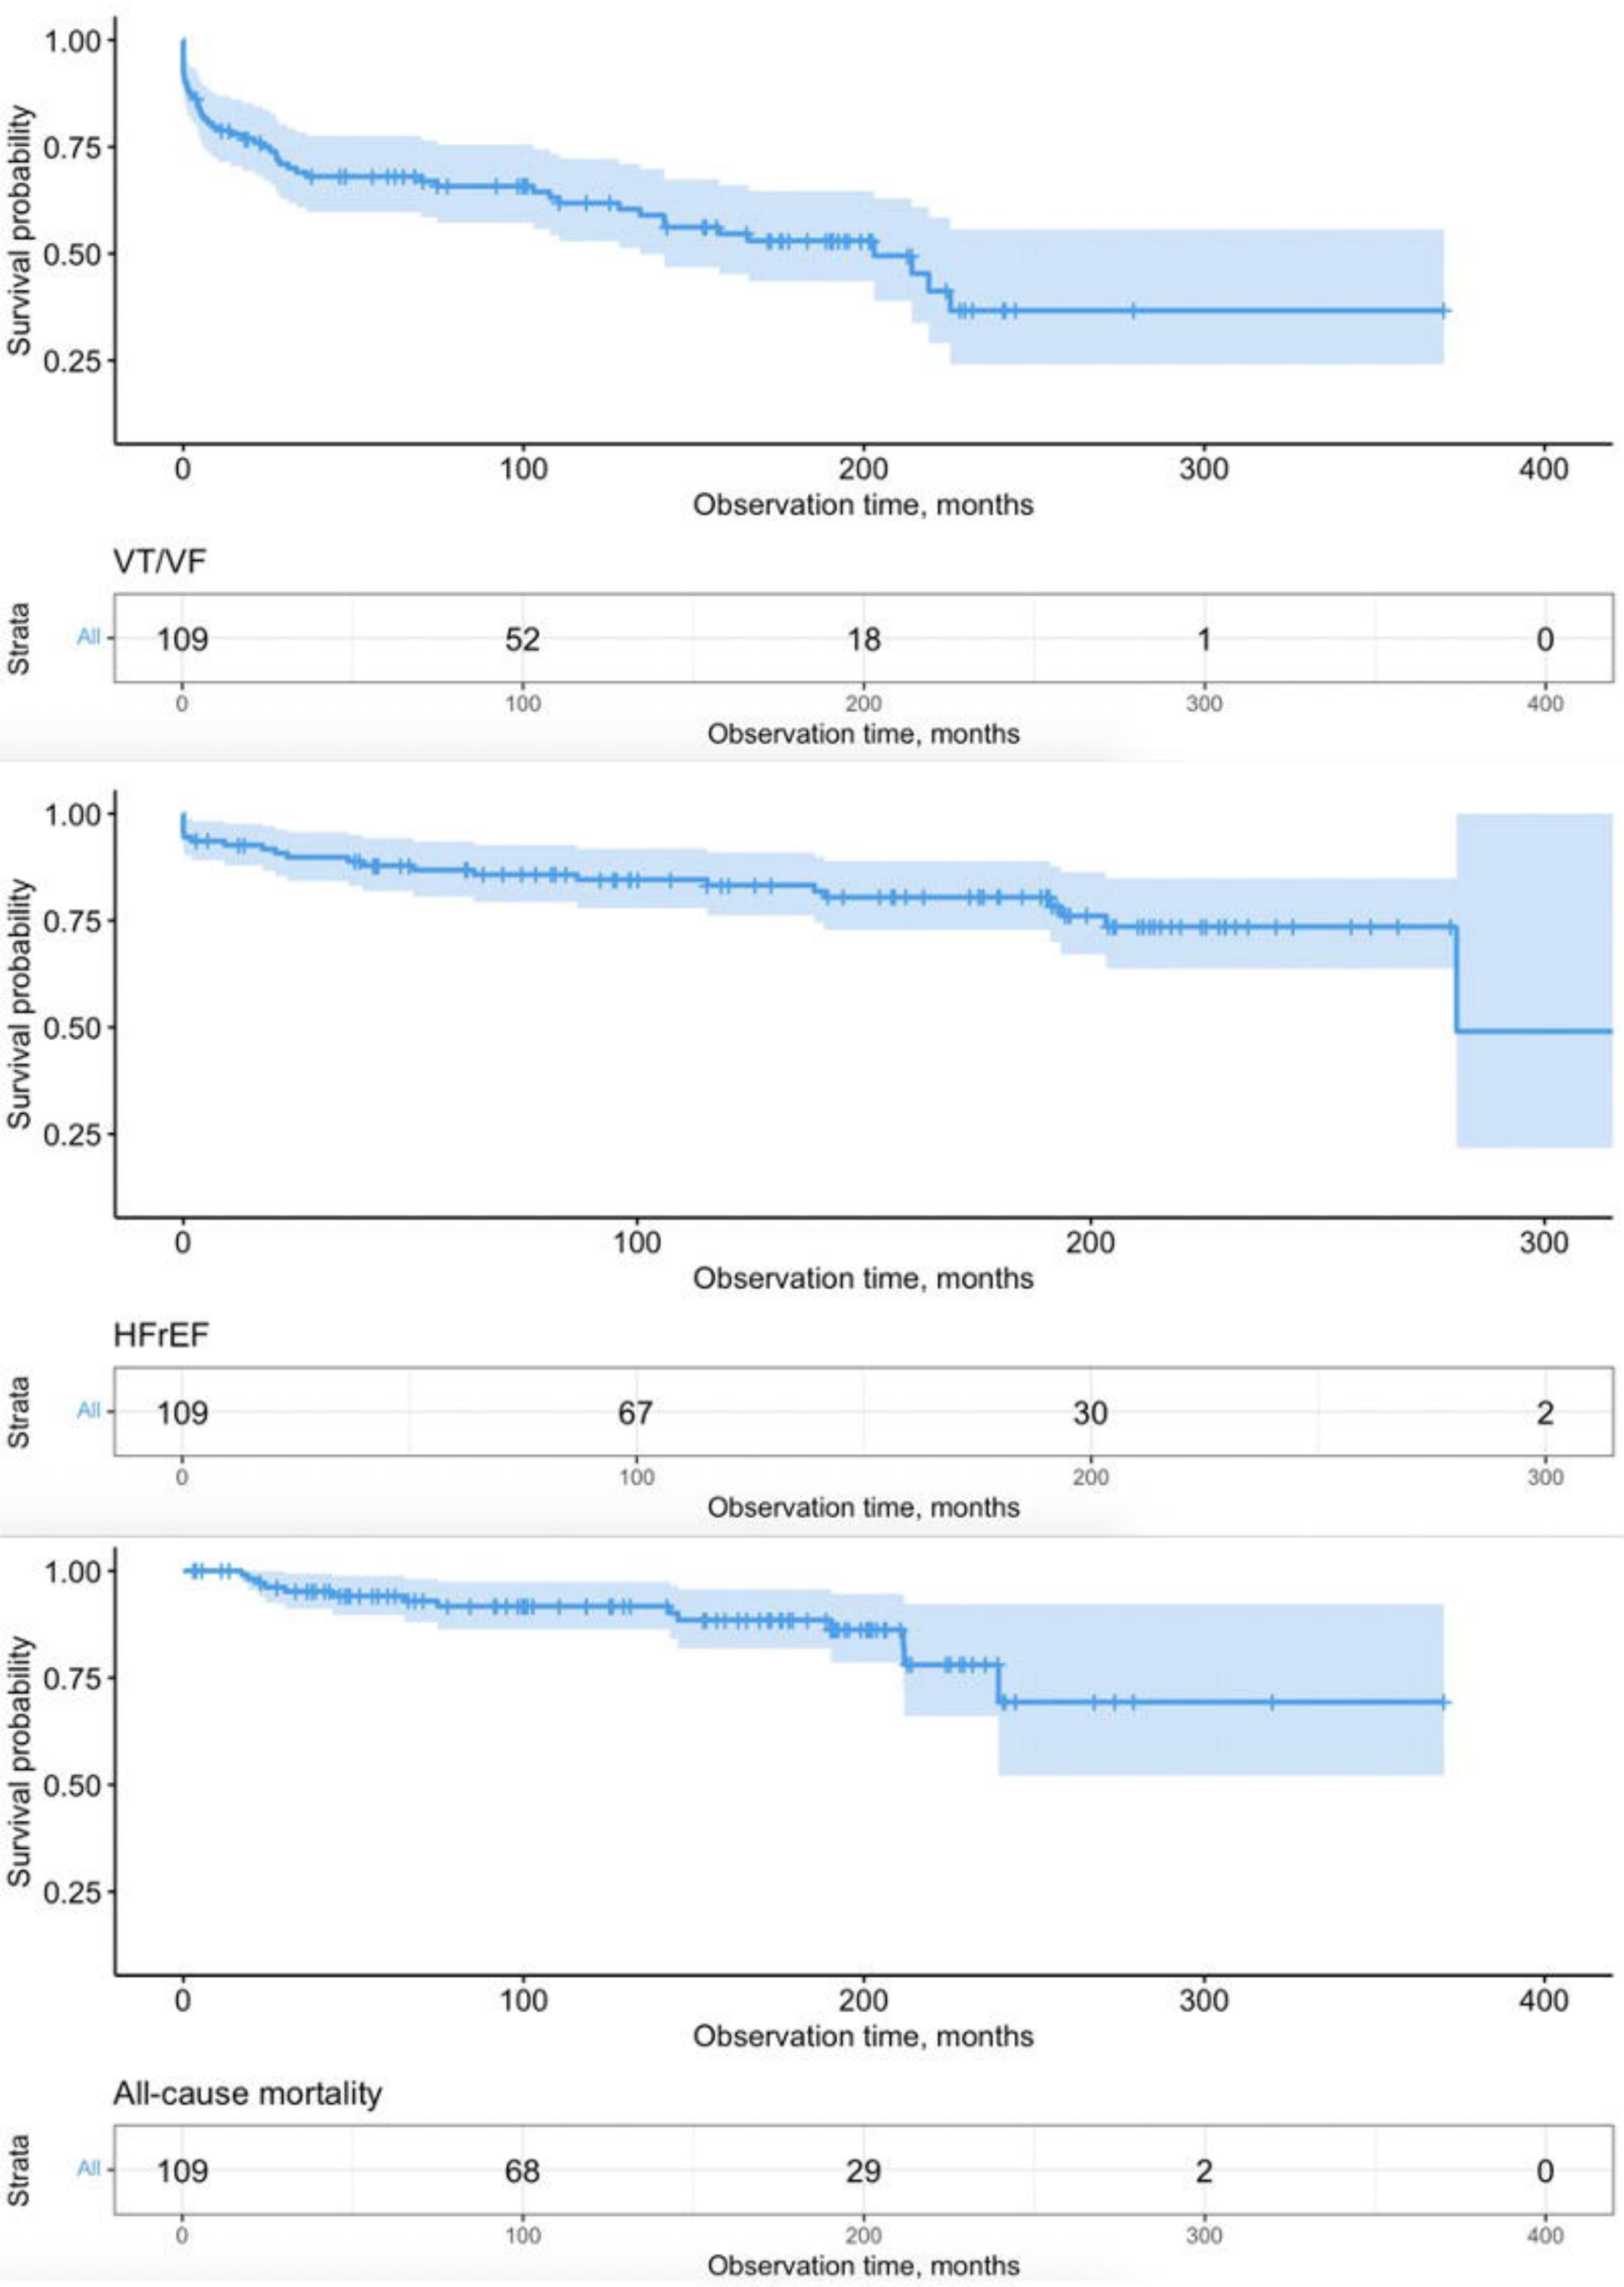 1.00
0.75
0.50
0.25
Survival probability
0 100 200 300 400
Observation time, months
VT/VF
Strata
All 109 52 18 1 0
0 100 200 300 400
Observation time, months
1.00
0.75
0.50
0.25
Survival probability
0 100 200 300
Observation time, months
HFrEF
Strata
All 109 67 30 2
0 100 200 300
Observation time, months
1.00
0.75
0.50
0.25
Survival probability
0 100 200 300 400
Observation time, months
All-cause mortality
Strata
All 109 68 29 2 0
0 100 200 300 400
Observation time, months